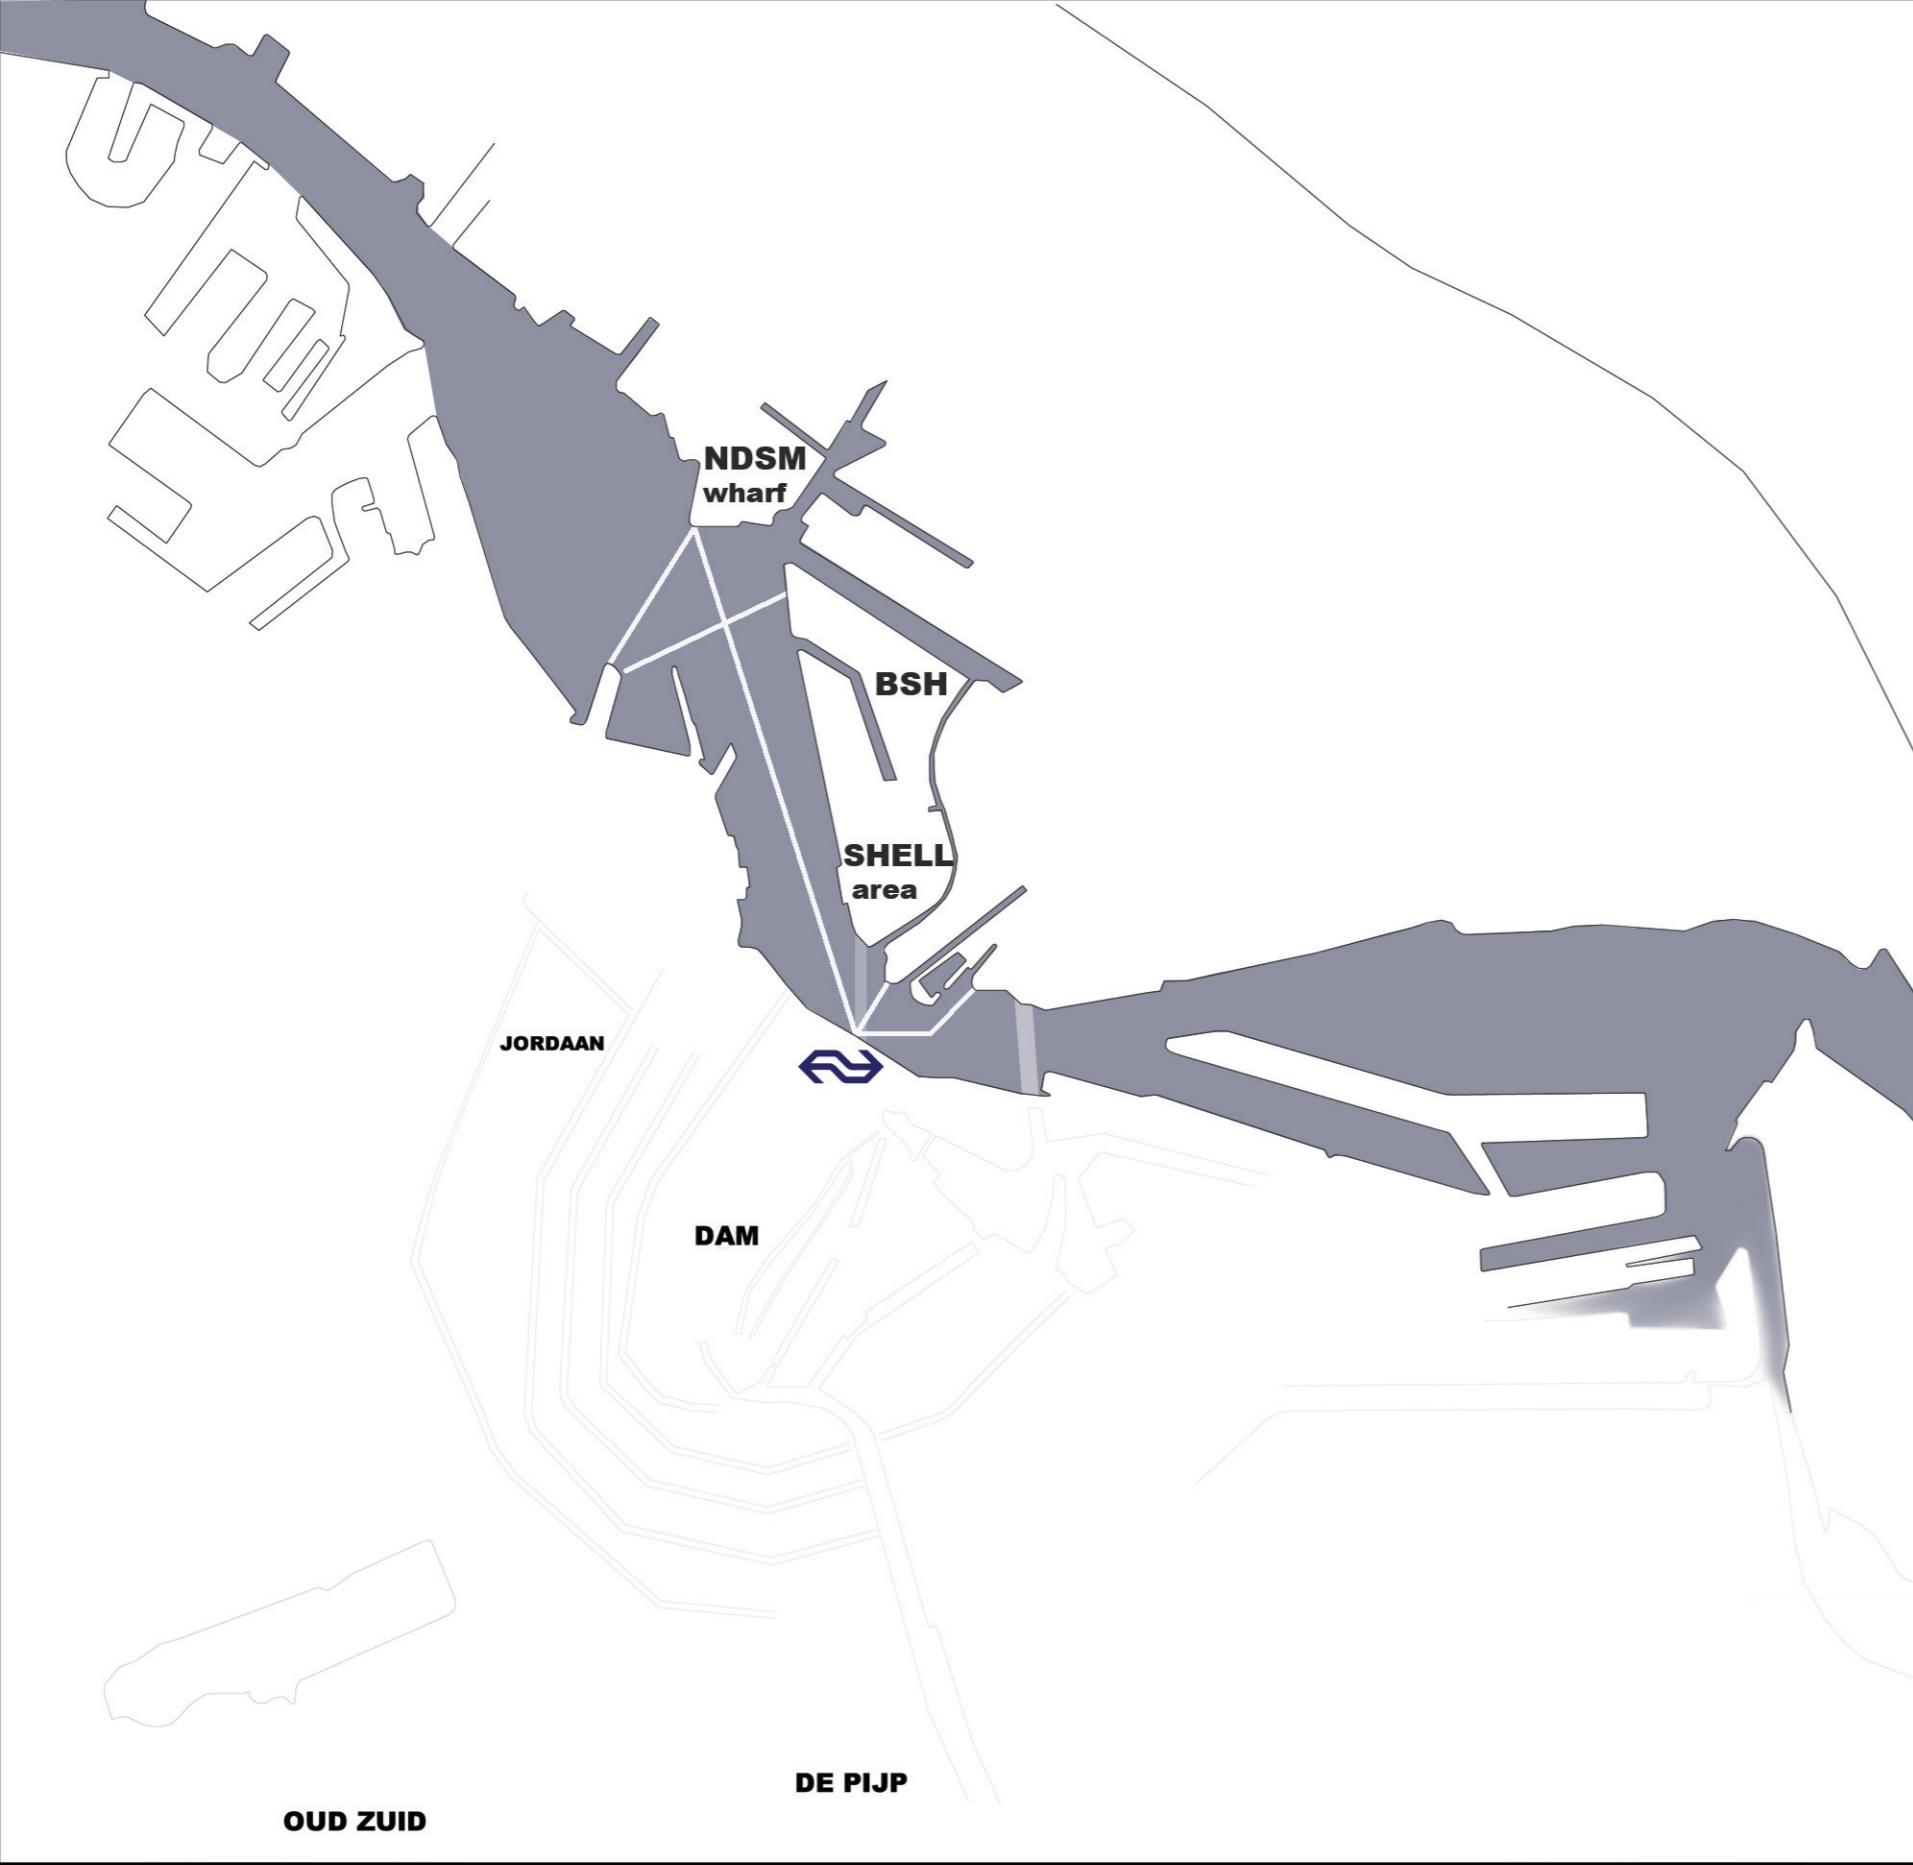 NDSM
wharf
BSH
SHELL
area
JORDAAN
DAM
DE PIJP
OUD ZUID